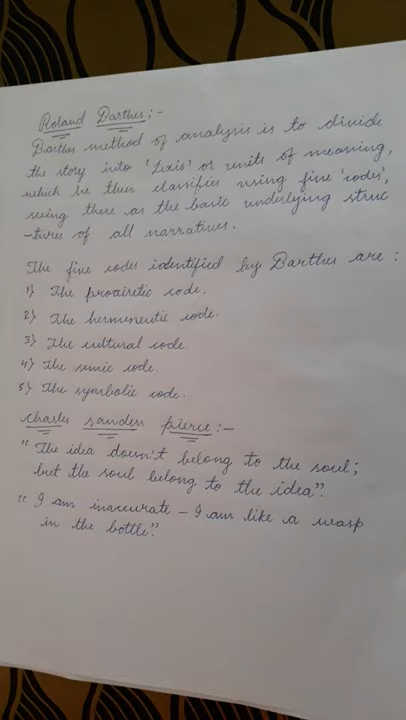 Roland Barthes:-
Barthes method of analysis is to divide
the story into 'Lexis' or units of meaning,
which he then classifies using five 'codes',
seeing there as the basic underlying struc
-tures of all narratives.
The five codes identified by Barthes are :
1) The proairetic code.
2) The hermeneutic code.
3) The cultural code.
4) The semic code.
5) The symbolic code.
Charles sanders pierce:-
"The idea doesn't belong to the soul;
but the soul belong to the idea".
"I am inaccurate - I am like a wasp
in the bottle".